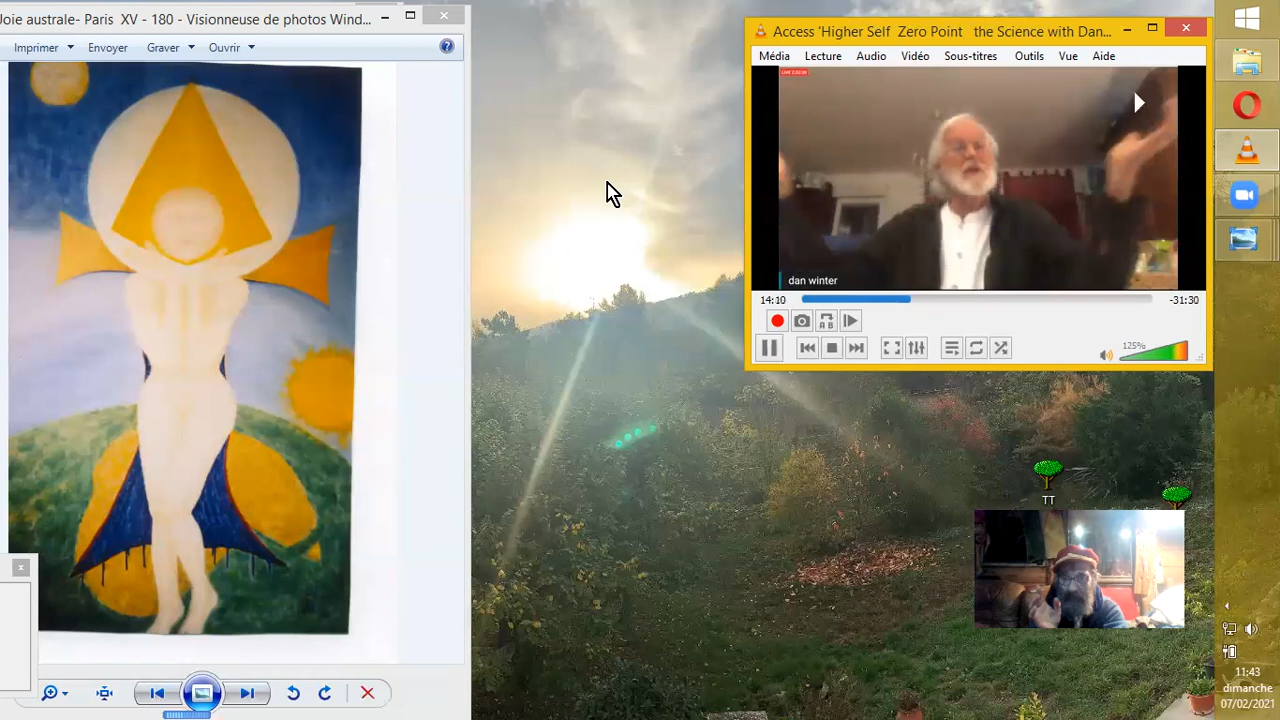 Joie australe- Paris XV - 180 - Visionneuse de photos Wind...
Imprimer Envoyer Graver Ouvrir
Access 'Higher Self Zero Point the Science with Dan...
Média Lecture Audio Vidéo Sous-titres Outils Vue Aide
dan winter
14:10 -31:30
125%
TT
11:43
dimanche
07/02/2021